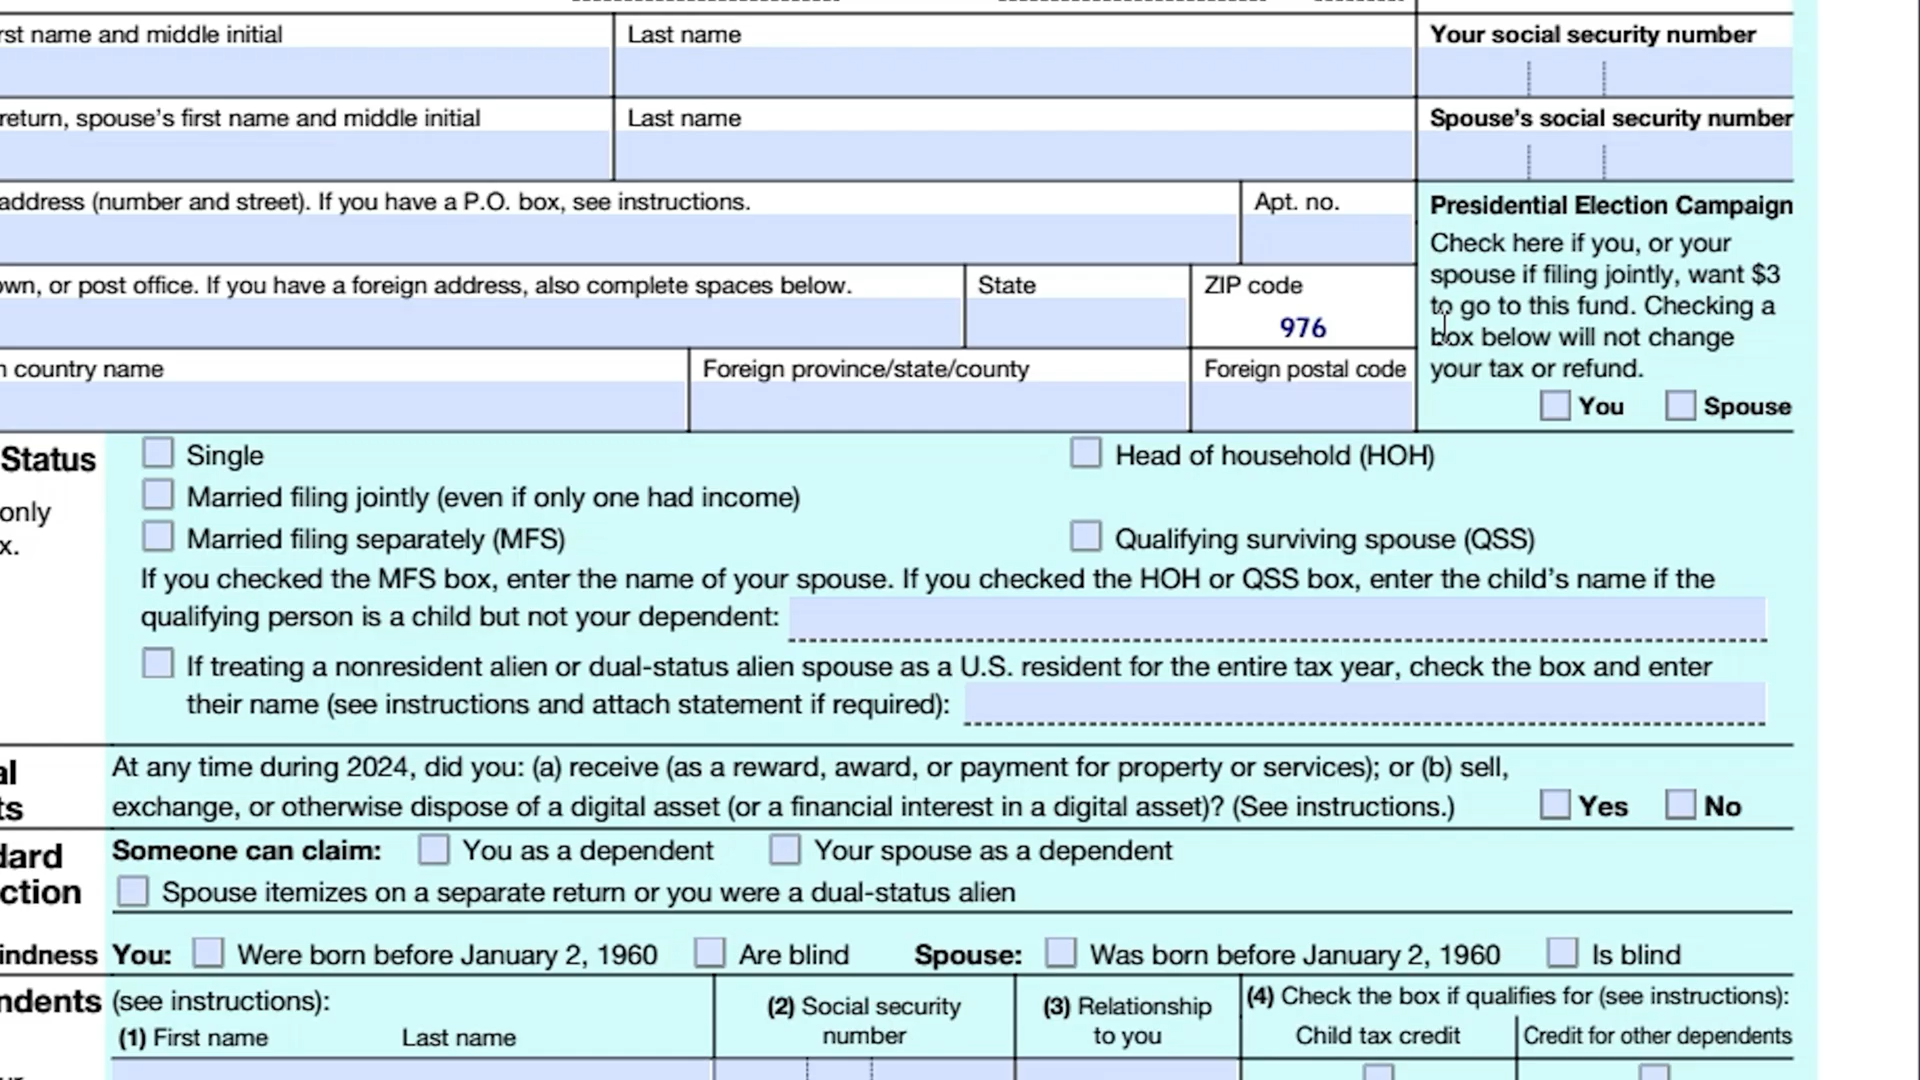 rst name and middle initial Last name Your social security number
return, spouse's first name and middle initial Last name Spouse's social security number
address (number and street). If you have a P.O. box, see instructions. Apt. no.
own, or post office. If you have a foreign address, also complete spaces below. State ZIP code
976
country name Foreign province/state/county Foreign postal code
Presidential Election Campaign
Check here if you, or your
spouse if filing jointly, want $3
to go to this fund. Checking a
box below will not change
your tax or refund.
You Spouse
Status
only
x.
Single Head of household (HOH)
Married filing jointly (even if only one had income)
Married filing separately (MFS) Qualifying surviving spouse (QSS)
If you checked the MFS box, enter the name of your spouse. If you checked the HOH or QSS box, enter the child's name if the
qualifying person is a child but not your dependent:
If treating a nonresident alien or dual-status alien spouse as a U.S. resident for the entire tax year, check the box and enter
their name (see instructions and attach statement if required):
al At any time during 2024, did you: (a) receive (as a reward, award, or payment for property or services); or (b) sell,
ts exchange, or otherwise dispose of a digital asset (or a financial interest in a digital asset)? (See instructions.) Yes No
dard Someone can claim: You as a dependent Your spouse as a dependent
ction Spouse itemizes on a separate return or you were a dual-status alien
indness You: Were born before January 2, 1960 Are blind Spouse: Was born before January 2, 1960 Is blind
ndents (see instructions):
(1) First name Last name
(2) Social security
number
(3) Relationship
to you
(4) Check the box if qualifies for (see instructions):
Child tax credit Credit for other dependents